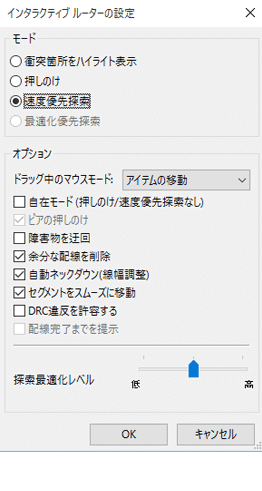 インタラクティブ ルーターの設定
モード
衝突箇所をハイライト表示
押しのけ
速度優先探索
最適化優先探索
オプション
ドラッグ中のマウスモード: アイテムの移動
自在モード (押しのけ/速度優先探索なし)
ビアの押しのけ
障害物を迂回
余分な配線を削除
自動ネックダウン(線幅調整)
セグメントをスムーズに移動
DRC違反を許容する
配線完了までを提示
探索最適化レベル
低 高
OK キャンセル